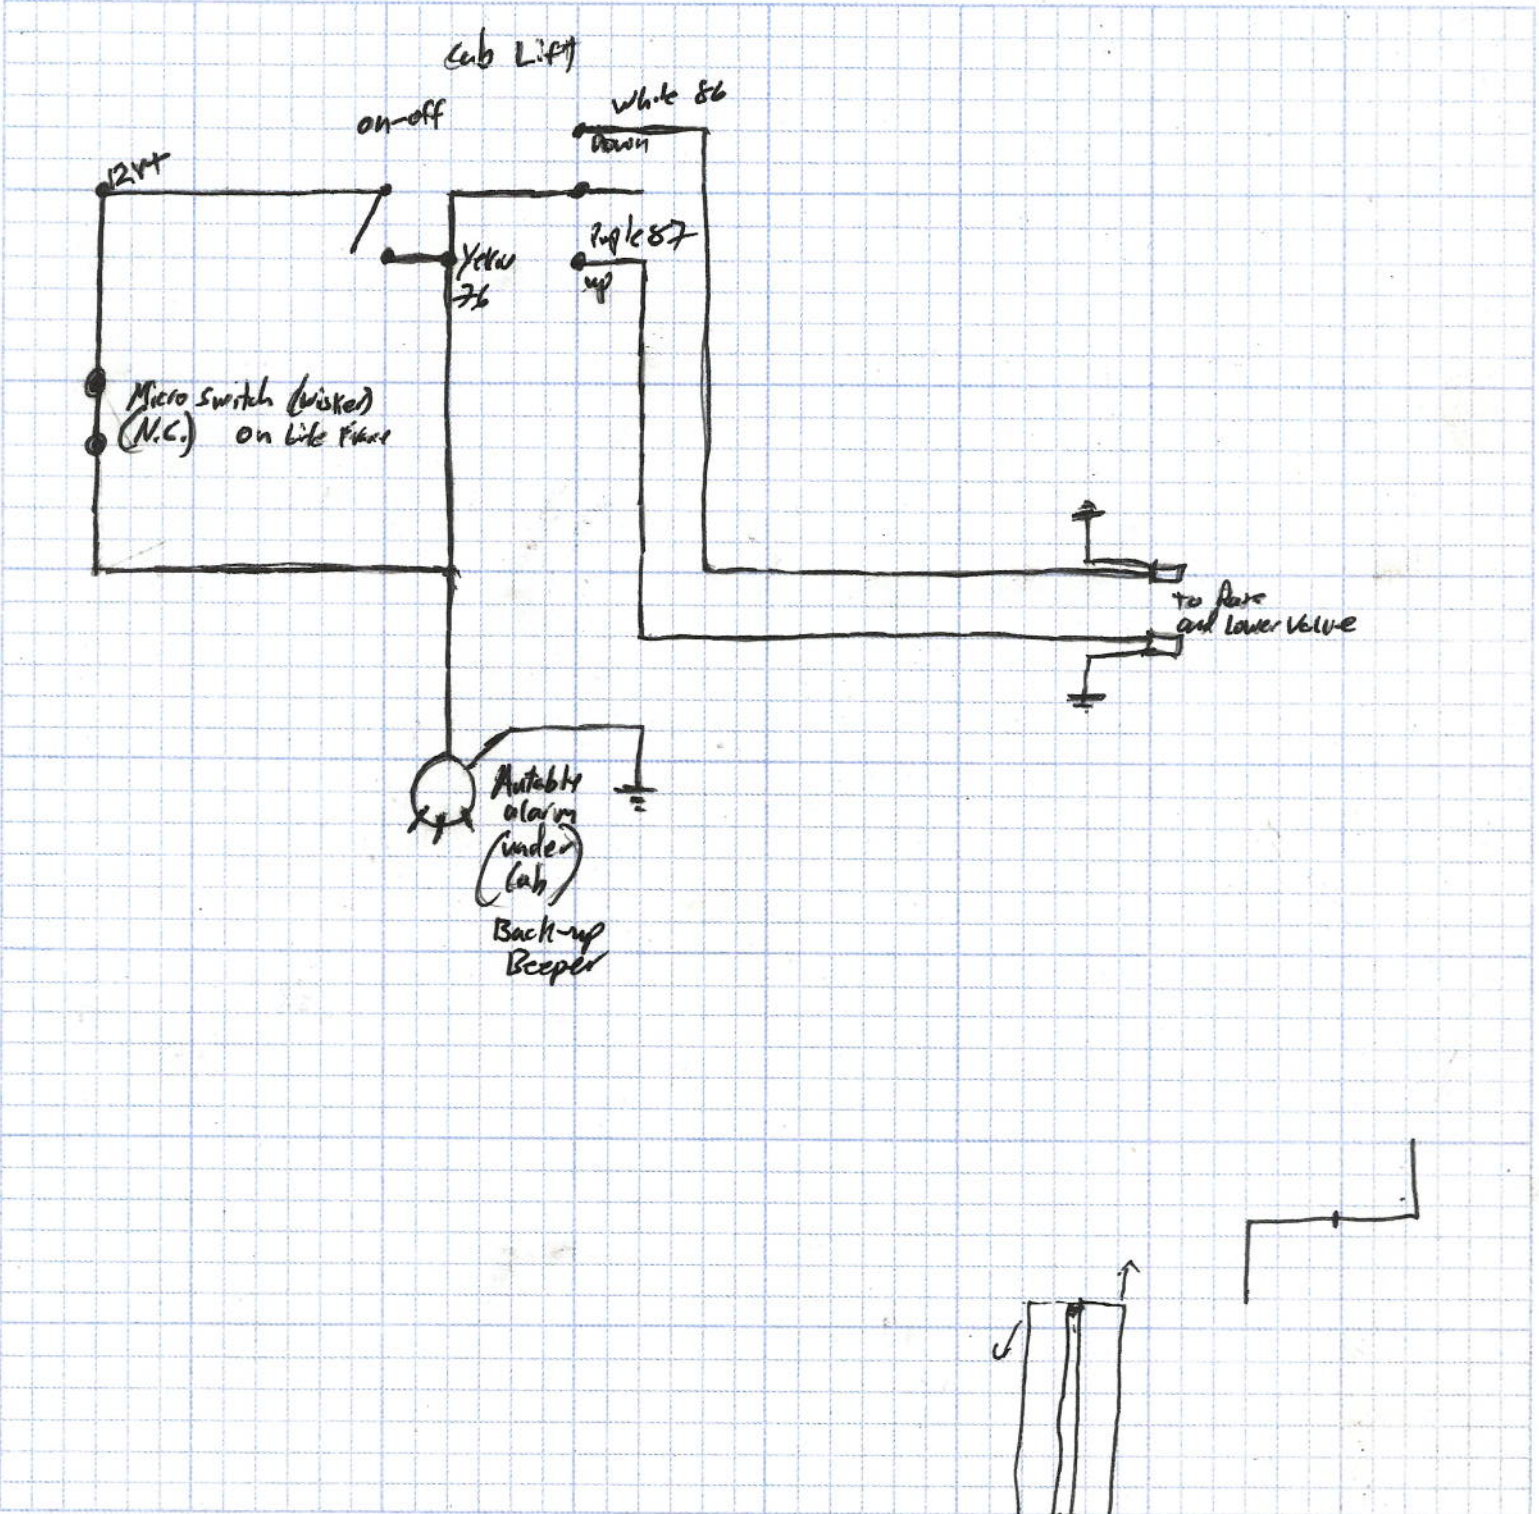 Cab Lift
on-off
White 86
Down
12V+
Purple 87
up
Yellow
76
Micro switch (wisker)
(N.C.) on Lift Frame
to Raise
and Lower Valve
Autable
alarm
(under
Cab)
Back-up
Beeper